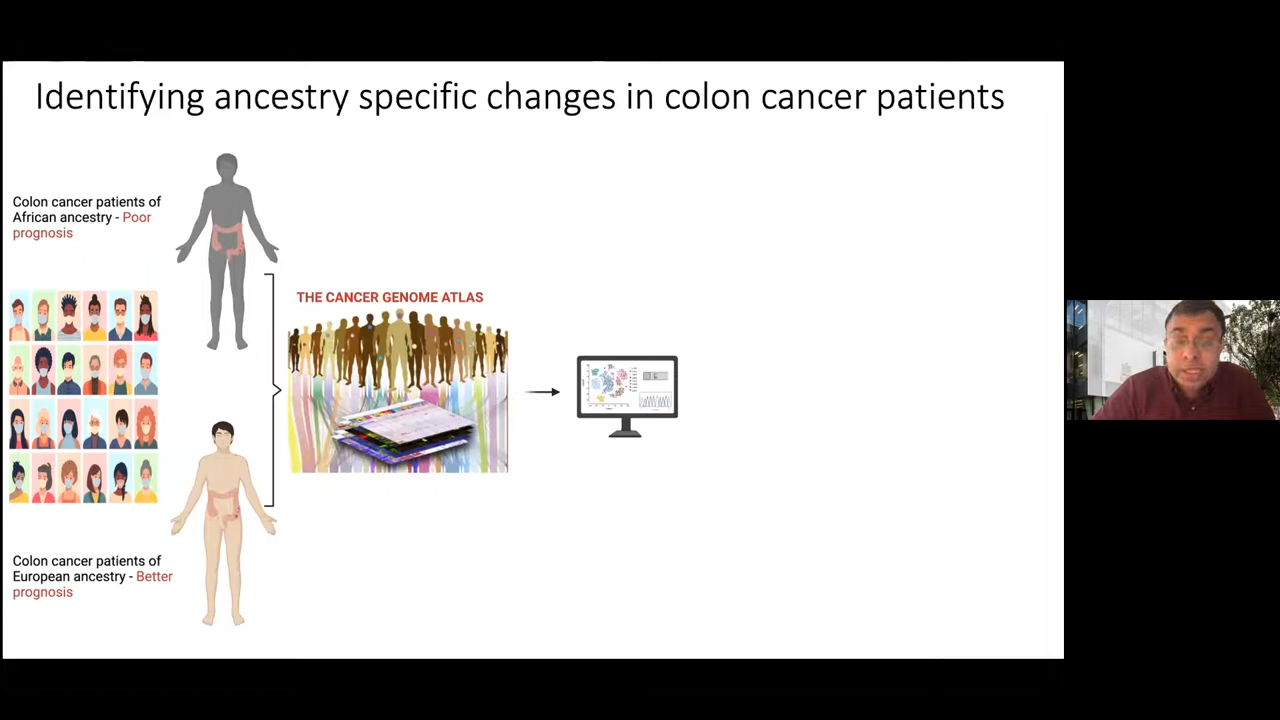 Identifying ancestry specific changes in colon cancer patients
Colon cancer patients of
African ancestry - Poor
prognosis
THE CANCER GENOME ATLAS
Colon cancer patients of
European ancestry - Better
prognosis